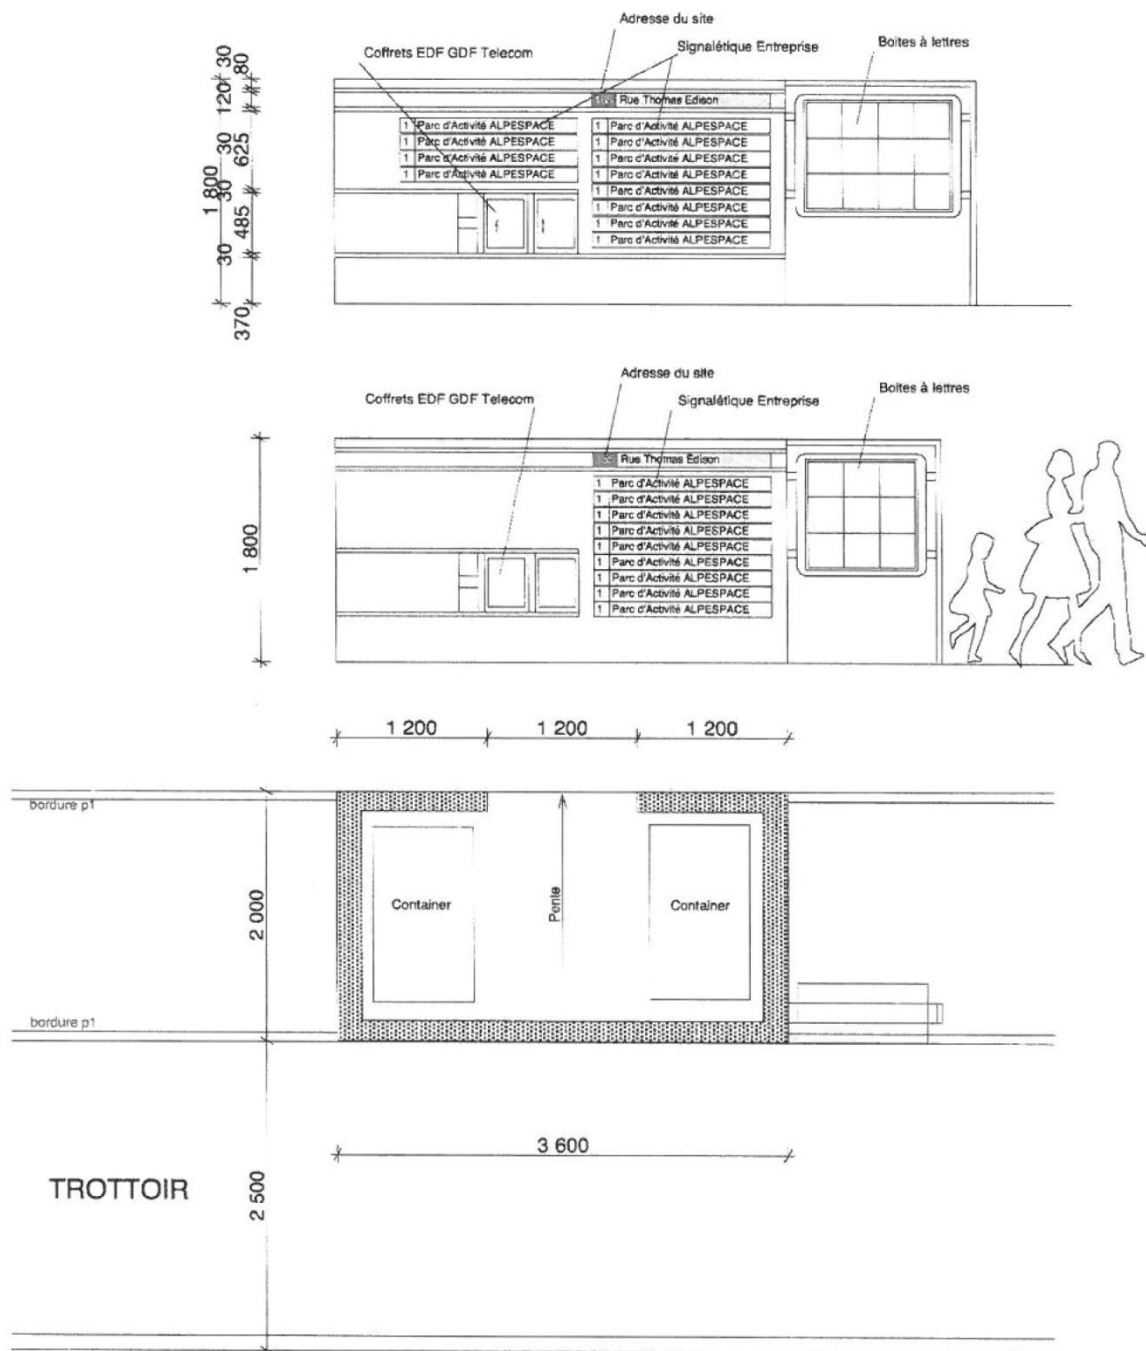 Adresse du site
Coffrets EDF GDF Telecom
Signalétique Entreprise
Boites à lettres
30
80
120
30
625
1 800
30
485
30
370
Rue Thomas Edison
1 Parc d'Activité ALPESPACE
1 Parc d'Activité ALPESPACE
1 Parc d'Activité ALPESPACE
1 Parc d'Activité ALPESPACE
1 Parc d'Activité ALPESPACE
1 Parc d'Activité ALPESPACE
1 Parc d'Activité ALPESPACE
1 Parc d'Activité ALPESPACE
1 Parc d'Activité ALPESPACE
1 Parc d'Activité ALPESPACE
1 Parc d'Activité ALPESPACE
1 Parc d'Activité ALPESPACE
Adresse du site
Coffrets EDF GDF Telecom
Signalétique Entreprise
Boites à lettres
1 800
Rue Thomas Edison
1 Parc d'Activité ALPESPACE
1 Parc d'Activité ALPESPACE
1 Parc d'Activité ALPESPACE
1 Parc d'Activité ALPESPACE
1 Parc d'Activité ALPESPACE
1 Parc d'Activité ALPESPACE
1 Parc d'Activité ALPESPACE
1 Parc d'Activité ALPESPACE
1 Parc d'Activité ALPESPACE
1 200
1 200
1 200
bordure p1
2 000
Container
Pente
Container
bordure p1
3 600
TROTTOIR
2 500